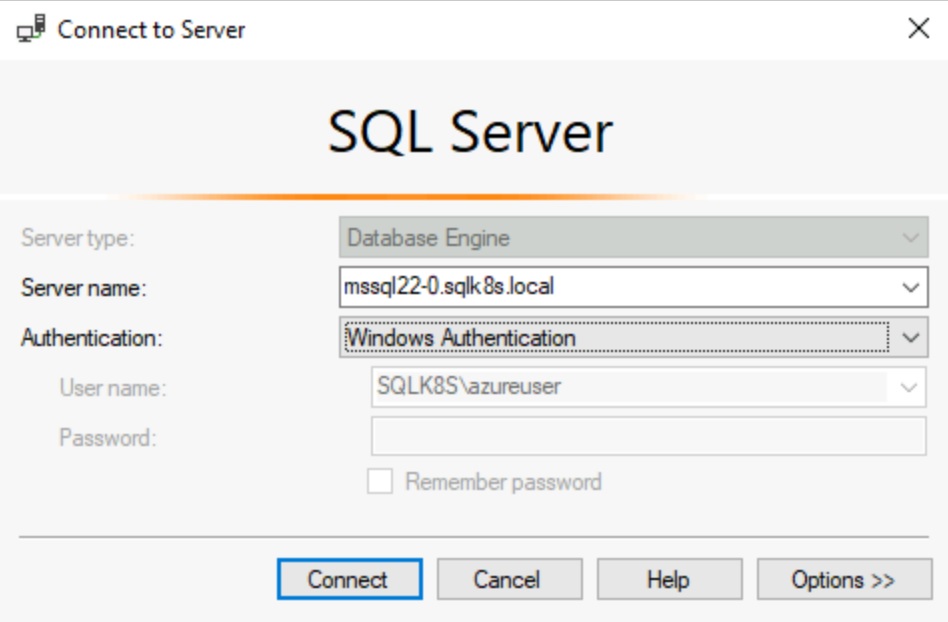 Connect to Server
SQL Server
Server type: Database Engine
Server name: mssql22-0.sqlk8s.local
Authentication: Windows Authentication
User name: SQLK8S\azureuser
Password:
Remember password
Connect Cancel Help Options >>